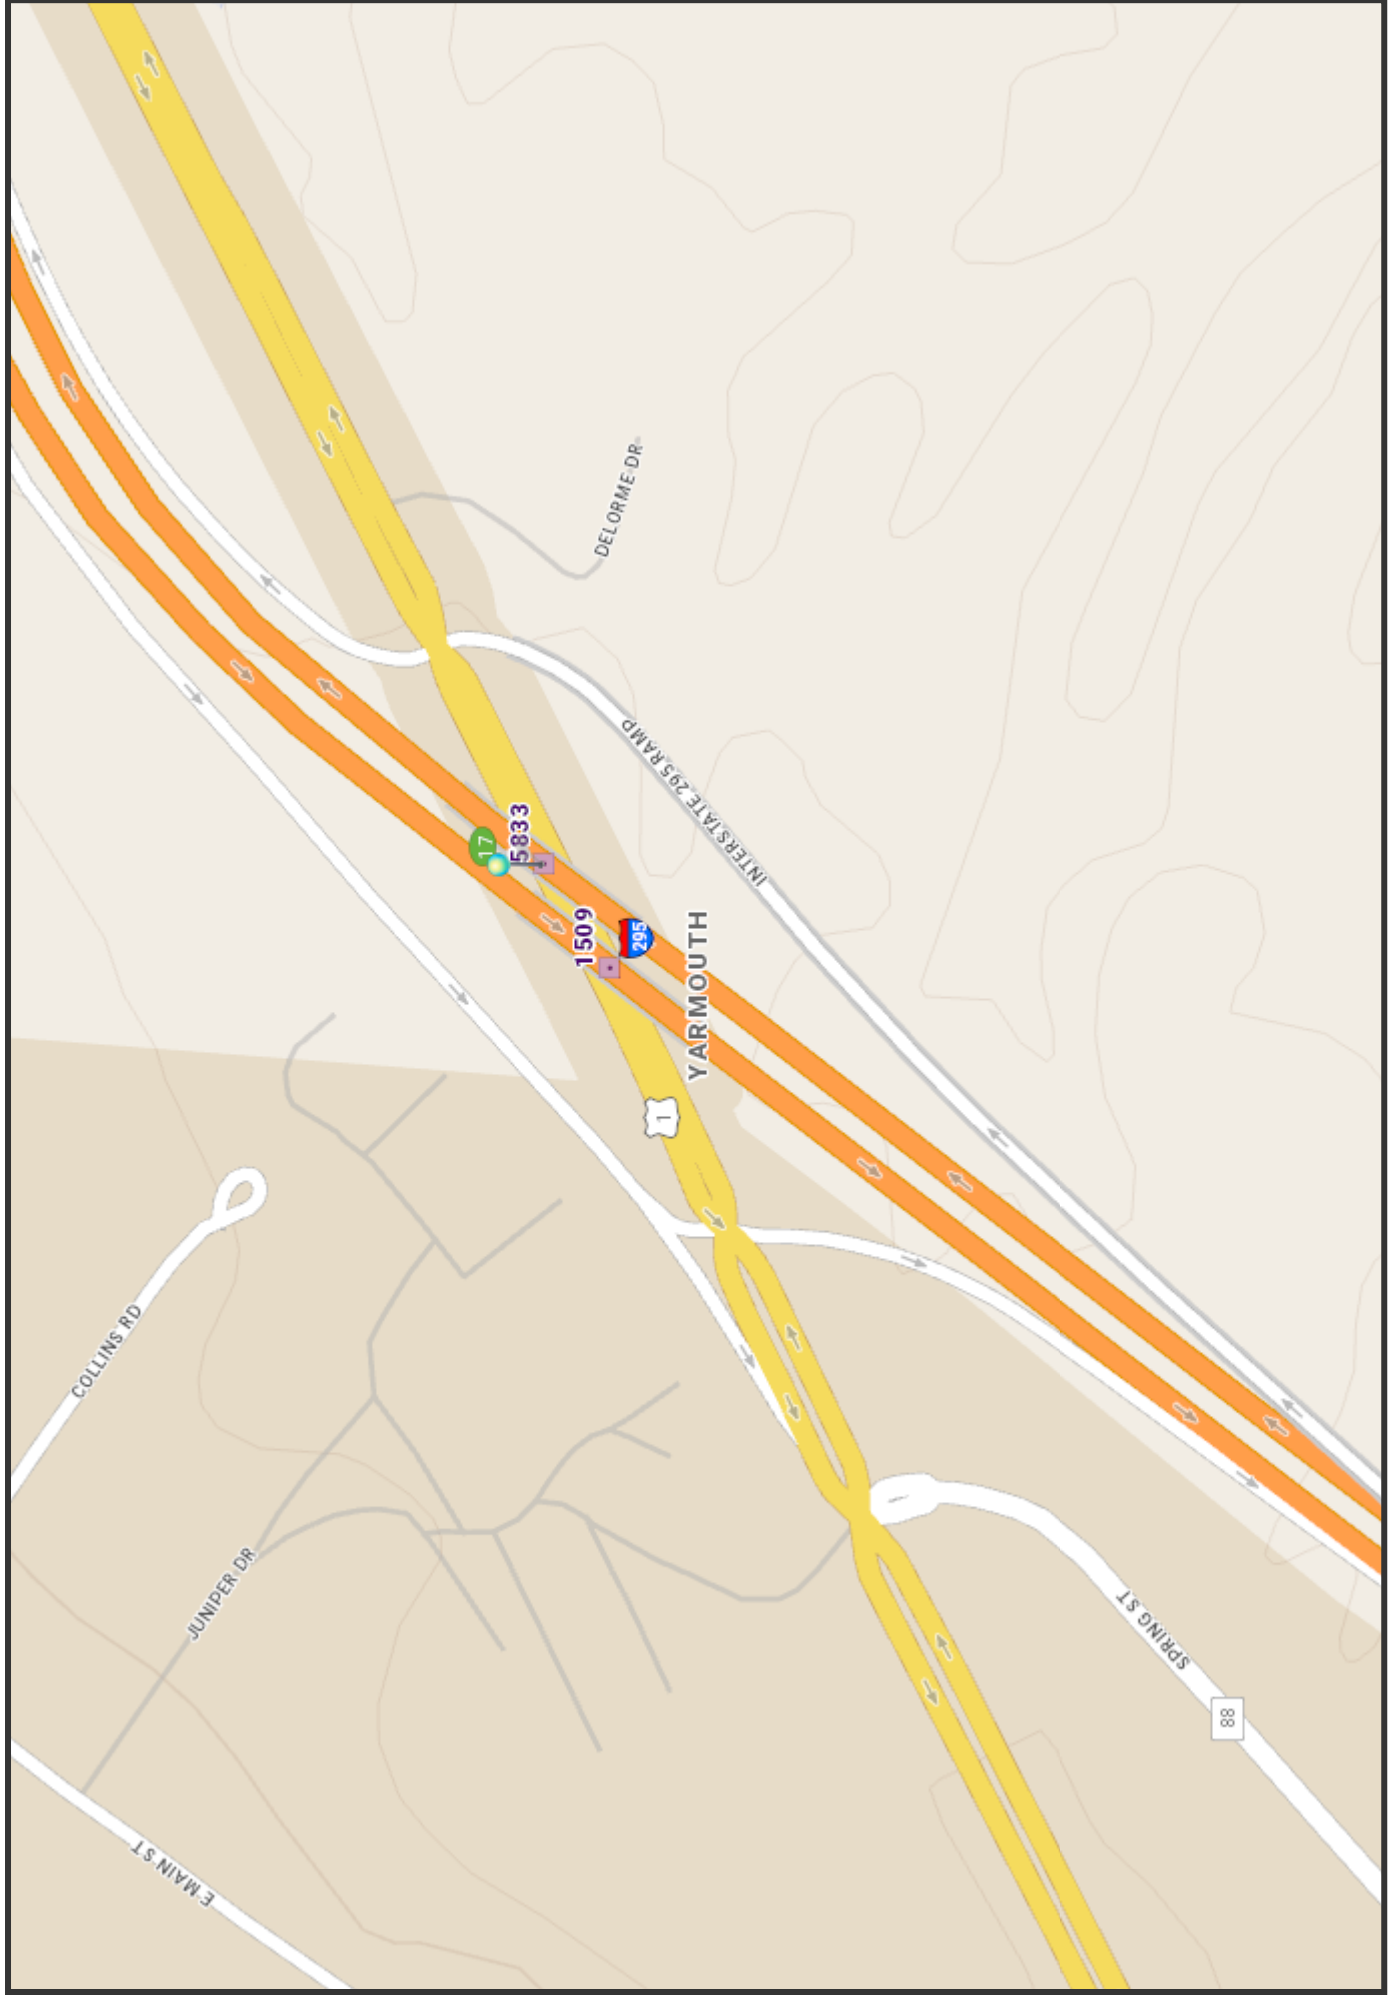 DELORME DR
INTERSTATE 295 RAMP
17
5833
1509
295
YARMOUTH
1
COLLINS RD
JUNIPER DR
SPRING ST
88
E MAIN ST